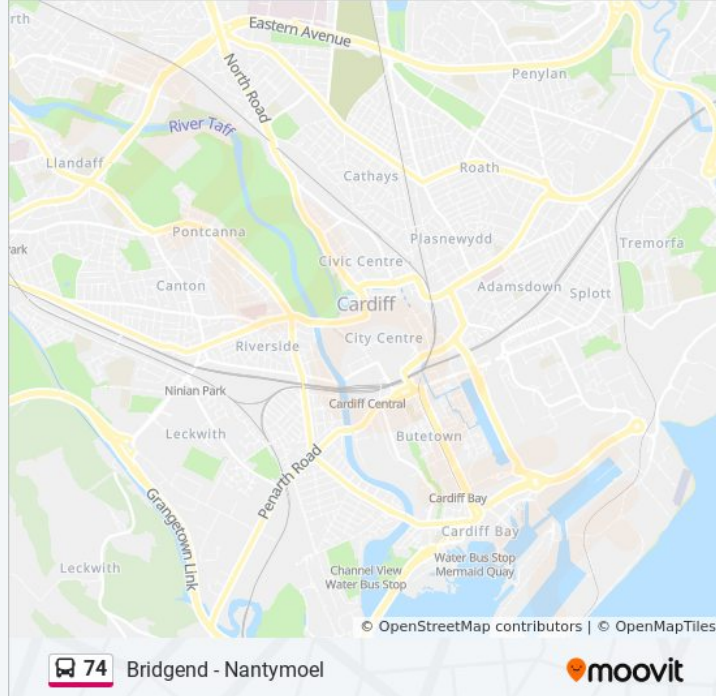 rth
Eastern Avenue
Penylan
North Road
River Taff
Llandaff
Cathays
Roath
Pontcanna
Plasnewydd
Tremorfa
ark
Civic Centre
Canton
Adamsdown
Splott
Cardiff
City Centre
Riverside
Ninian Park
Cardiff Central
Leckwith
Butetown
Penarth Road
Grangetown Link
Cardiff Bay
Cardiff Bay
Leckwith
Channel View
Water Bus Stop
Water Bus Stop
Mermaid Quay
© OpenStreetMap contributors | © OpenMapTiles
74 Bridgend - Nantymoel
moovit